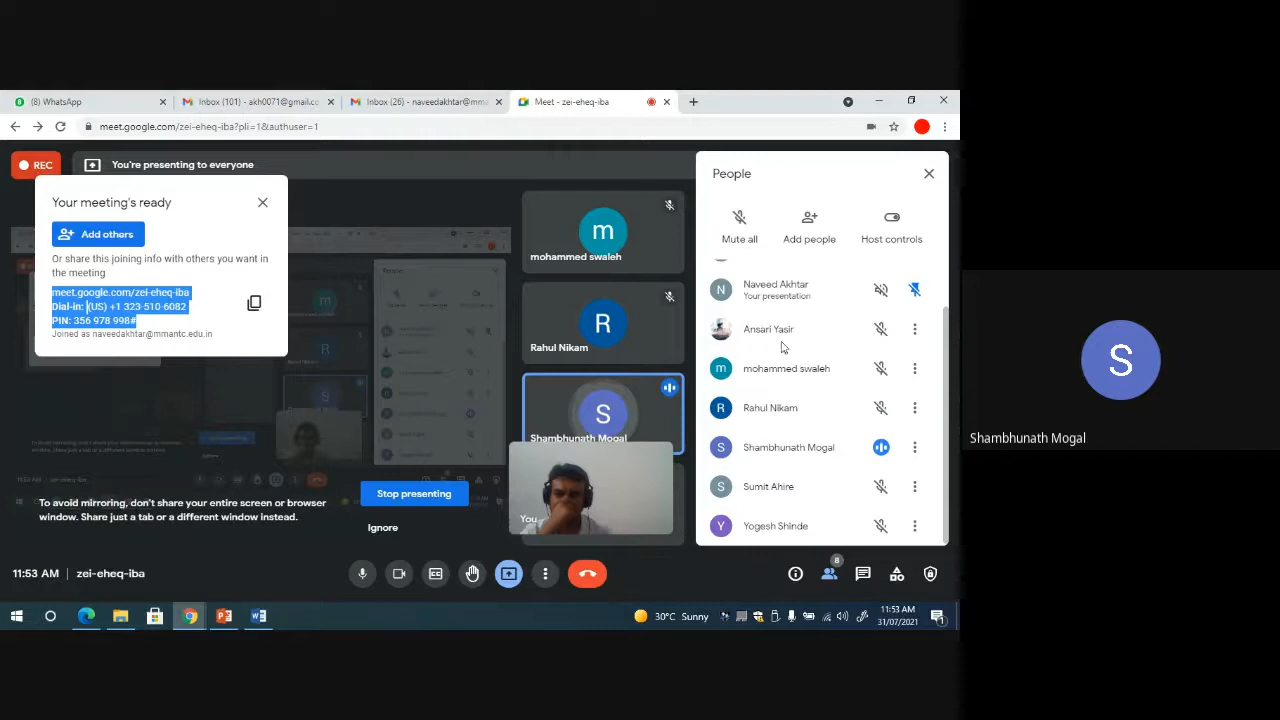 (8) WhatsApp
Inbox (101) - akh0071@gmail.co
Inbox (26) - naveedakhtar@mm
Meet - zei-eheq-iba
meet.google.com/zei-eheq-iba?pli=1&authuser=1
REC
You're presenting to everyone
Your meeting's ready
Add others
Or share this joining info with others you want in
the meeting
meet.google.com/zei-eheq-iba
Dial-in: (US) +1 323-510-6082
PIN: 356 978 998#
Joined as naveedakhtar@mmantc.edu.in
To avoid mirroring, don't share your entire screen or browser
window. Share just a tab or a different window instead.
Stop presenting
Ignore
m
mohammed swaleh
R
Rahul Nikam
S
Shambhunath Mogal
You
People
Mute all
Add people
Host controls
N
Naveed Akhtar
Your presentation
Ansari Yasir
m
mohammed swaleh
R
Rahul Nikam
S
Shambhunath Mogal
S
Sumit Ahire
Y
Yogesh Shinde
11:53 AM | zei-eheq-iba
CC
8
30°C Sunny
11:53 AM
31/07/2021
1
S
Shambhunath Mogal